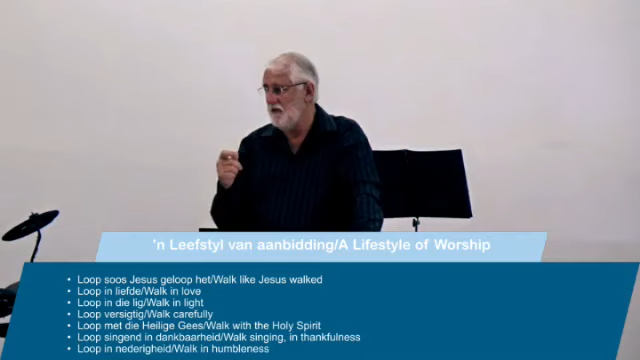 'n Leefstyl van aanbidding/A Lifestyle of Worship
• Loop soos Jesus geloop het/Walk like Jesus walked
• Loop in liefde/Walk in love
• Loop in die lig/Walk in light
• Loop versigtig/Walk carefully
• Loop met die Heilige Gees/Walk with the Holy Spirit
• Loop singend in dankbaarheid/Walk singing, in thankfulness
• Loop in nederigheid/Walk in humbleness